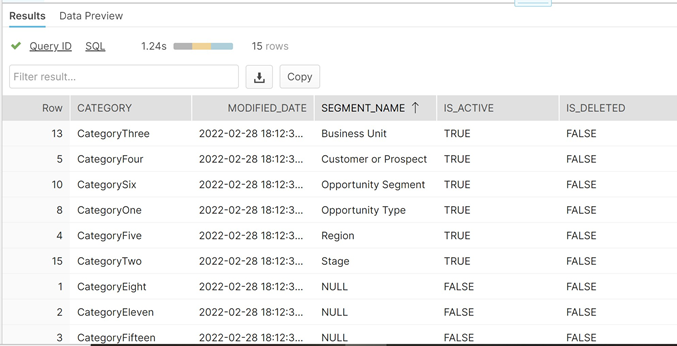 Results Data Preview
Query ID SQL 1.24s 15 rows
Filter result... Copy
Row CATEGORY MODIFIED_DATE SEGMENT_NAME ↑ IS_ACTIVE IS_DELETED
13 CategoryThree 2022-02-28 18:12:3... Business Unit TRUE FALSE
5 CategoryFour 2022-02-28 18:12:3... Customer or Prospect TRUE FALSE
10 CategorySix 2022-02-28 18:12:3... Opportunity Segment TRUE FALSE
8 CategoryOne 2022-02-28 18:12:3... Opportunity Type TRUE FALSE
4 CategoryFive 2022-02-28 18:12:3... Region TRUE FALSE
15 CategoryTwo 2022-02-28 18:12:3... Stage TRUE FALSE
1 CategoryEight 2022-02-28 18:12:3... NULL FALSE FALSE
2 CategoryEleven 2022-02-28 18:12:3... NULL FALSE FALSE
3 CategoryFifteen 2022-02-28 18:12:3... NULL FALSE FALSE